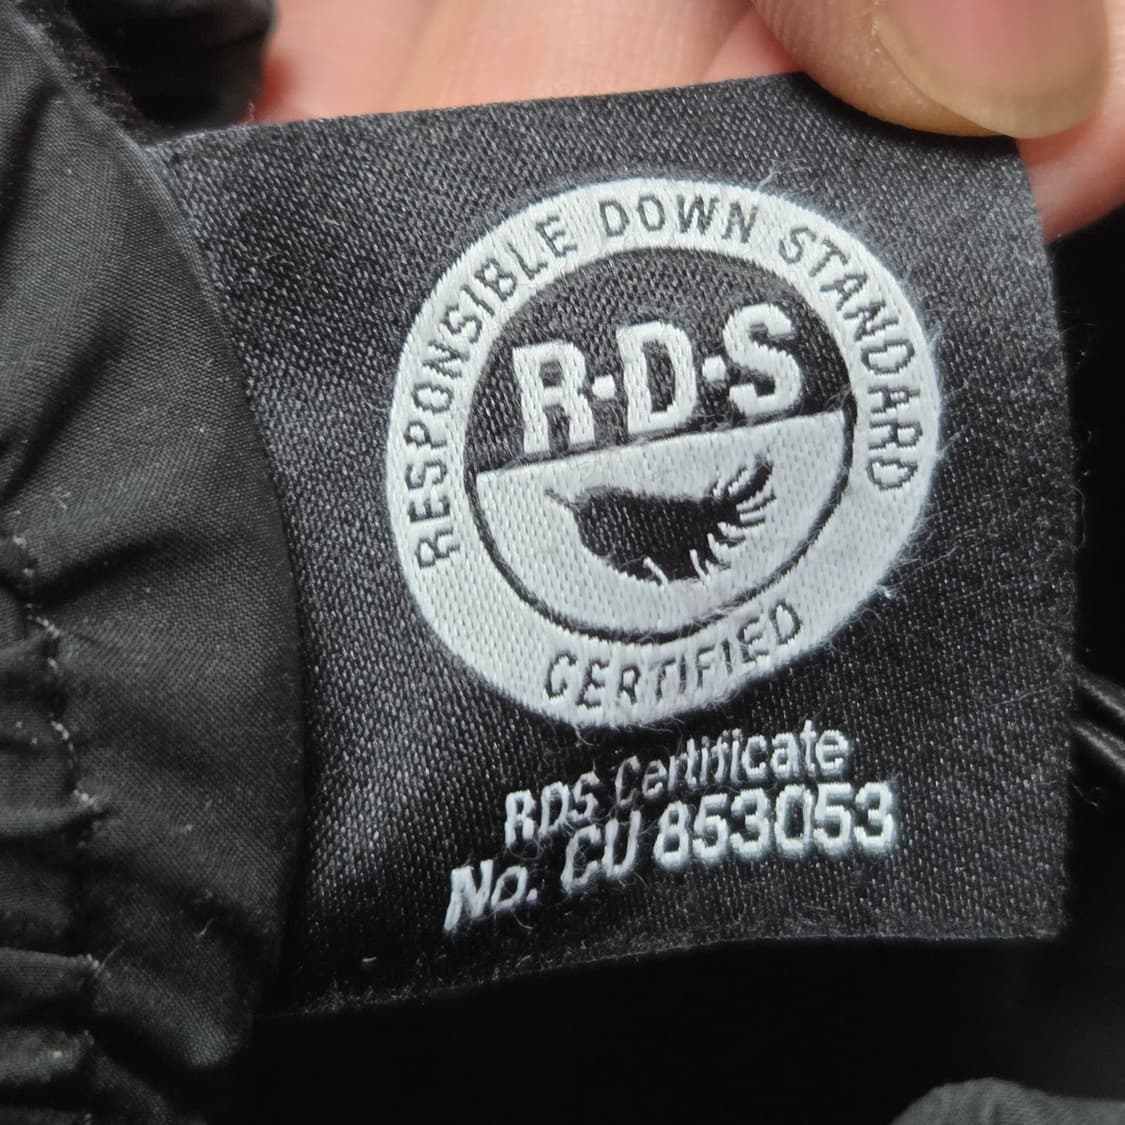 RESPONSIBLE DOWN STANDARD
R·D·S
CERTIFIED
RDS Certificate
No. CU 853053